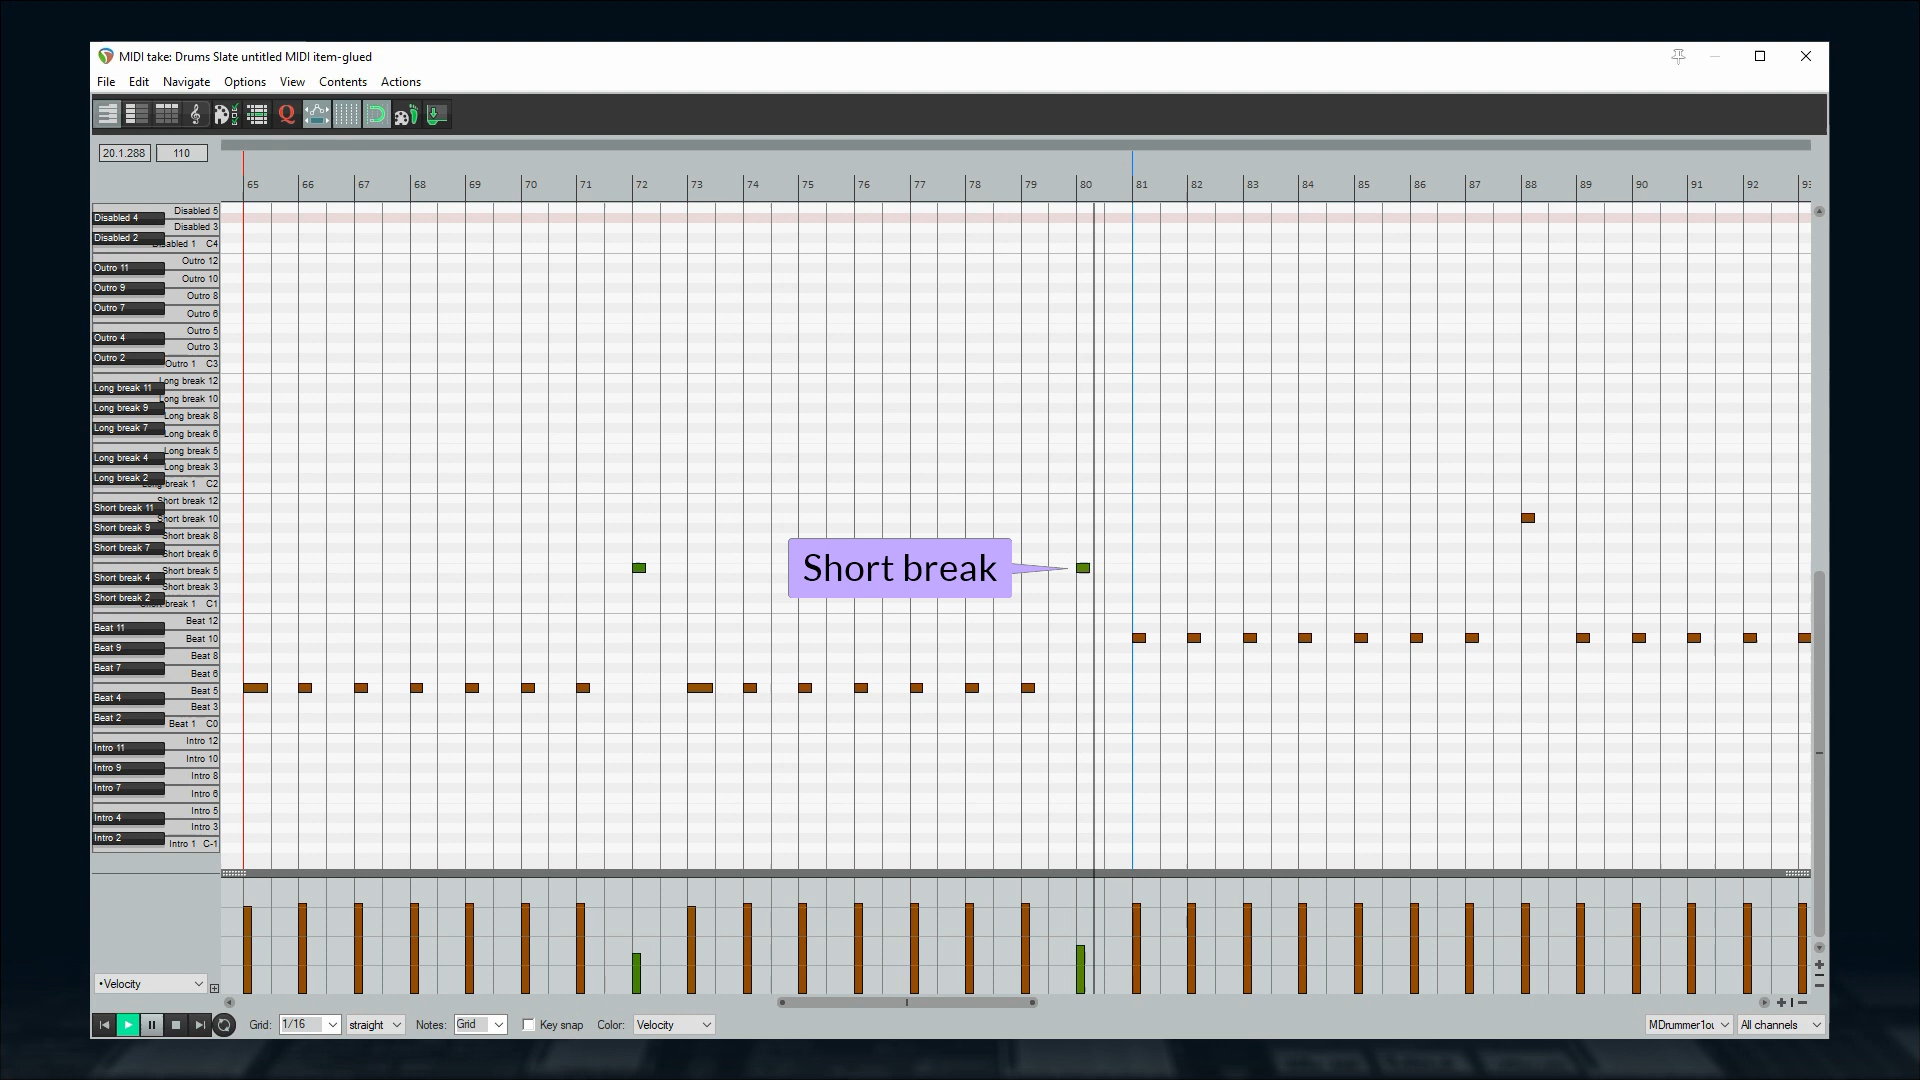 MIDI take: Drums Slate untitled MIDI item-glued
File Edit Navigate Options View Contents Actions
Q
20.1.288 110
65 66 67 68 69 70 71 72 73 74 75 76 77 78 79 80 81 82 83 84 85 86 87 88 89 90 91 92
Disabled 5
Disabled 4
Disabled 3
Disabled 2
Disabled 1 C4
Outro 12
Outro 11
Outro 10
Outro 9
Outro 8
Outro 7
Outro 6
Outro 5
Outro 4
Outro 3
Outro 2
Outro 1 C3
Long break 12
Long break 11
Long break 10
Long break 9
Long break 8
Long break 7
Long break 6
Long break 5
Long break 4
Long break 3
Long break 2
Long break 1 C2
Short break 12
Short break 11
Short break 10
Short break 9
Short break 8
Short break 7
Short break 6
Short break 5
Short break
Short break 4
Short break 3
Short break 2
Short break 1 C1
Beat 12
Beat 11
Beat 10
Beat 9
Beat 8
Beat 7
Beat 6
Beat 5
Beat 4
Beat 3
Beat 2
Beat 1 C0
Intro 12
Intro 11
Intro 10
Intro 9
Intro 8
Intro 7
Intro 6
Intro 5
Intro 4
Intro 3
Intro 2
Intro 1 C-1
•Velocity
Grid: 1/16 straight Notes: Grid Key snap Color: Velocity MDrummer1ou All channels